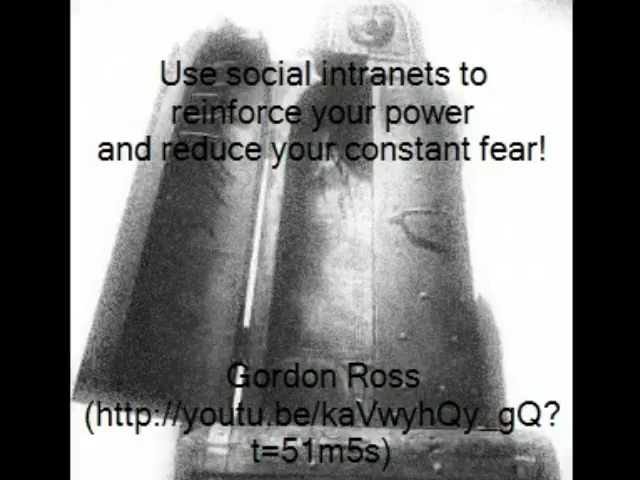 Use social intranets to
reinforce your power
and reduce your constant fear!
Gordon Ross
(http://youtu.be/kaVwyhQy_gQ?
t=51m5s)